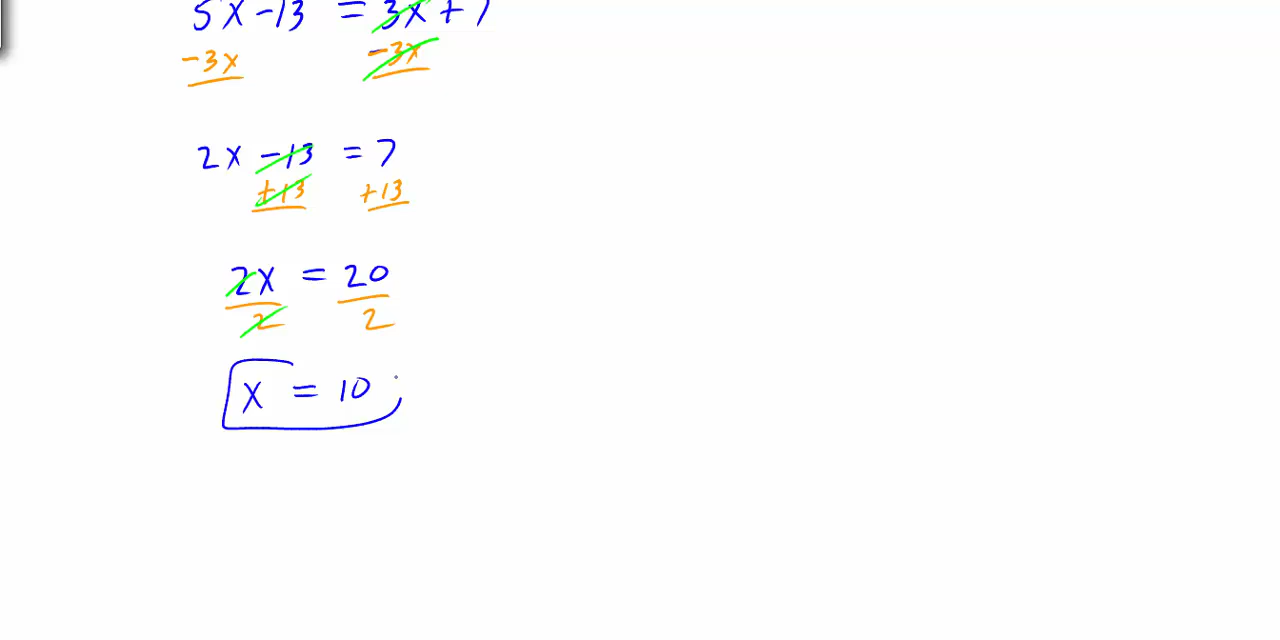 5x -13 = 3x + 7
-3x -3x
2x -13 = 7
+13 +13
2x = 20
2 2
x = 10